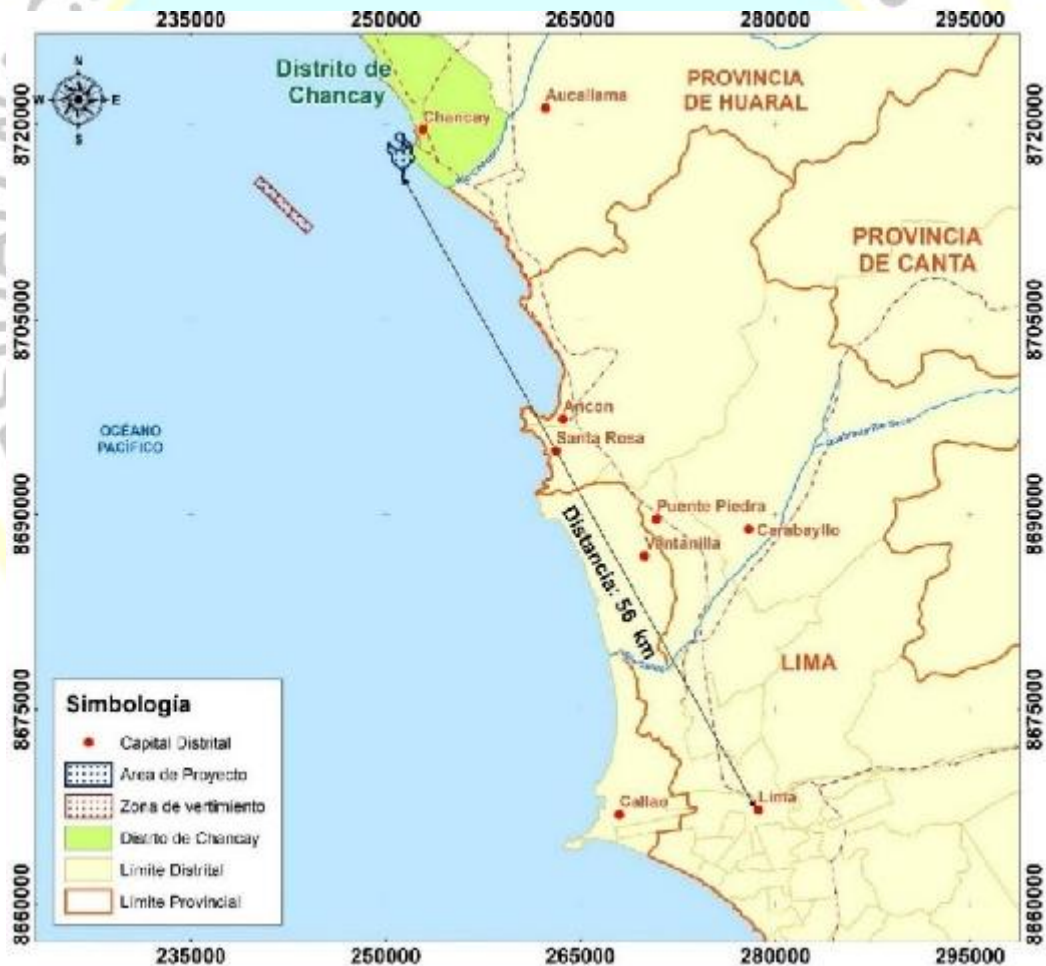 235000 250000 265000 280000 295000
N
W E
S
8720000
8705000
8690000
8675000
8660000
Distrito de
Chancay
Chancay
Aucallama
PROVINCIA
DE HUARAL
PROVINCIA
DE CANTA
OCÉANO
PACÍFICO
Ancon
Santa Rosa
Puente Piedra
Ventanilla
Carabayllo
Distancia: 56 km
LIMA
Callao
Lima
Simbología
Capital Distrital
Area de Proyecto
Zona de vertimiento
Distrito de Chancay
Limite Distrital
Limite Provincial
8720000
8705000
8690000
8675000
8660000
235000 250000 265000 280000 295000